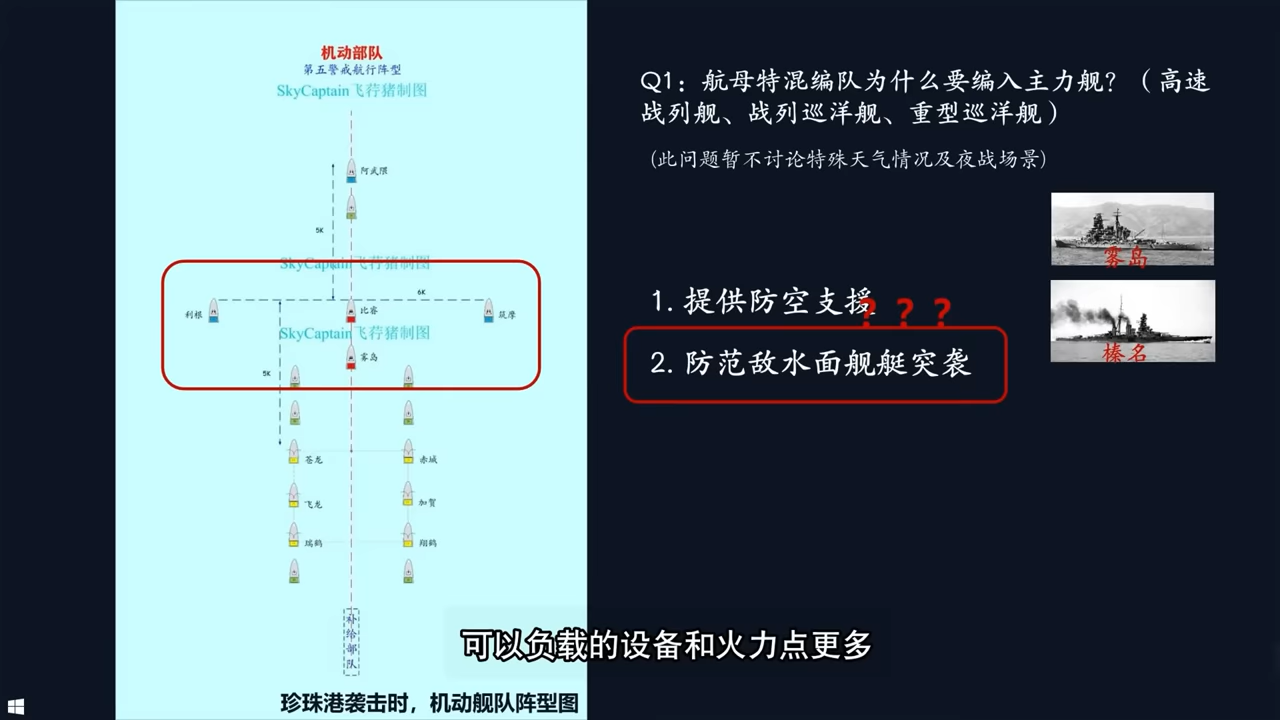 机动部队
第五警戒航行阵型
SkyCaptain飞荐猪制图
阿武隈
5K
SkyCaptain飞荐猪制图
6K
利根
比睿
筑摩
SkyCaptain飞荐猪制图
雾岛
5K
苍龙
赤城
飞龙
加贺
瑞鹤
翔鹤
补给部队
珍珠港袭击时，机动舰队阵型图
Q1：航母特混编队为什么要编入主力舰？（高速
战列舰、战列巡洋舰、重型巡洋舰）
（此问题暂不讨论特殊天气情况及夜战场景）
雾岛
榛名
1. 提供防空支援
？？？
2. 防范敌水面舰艇突袭
可以负载的设备和火力点更多